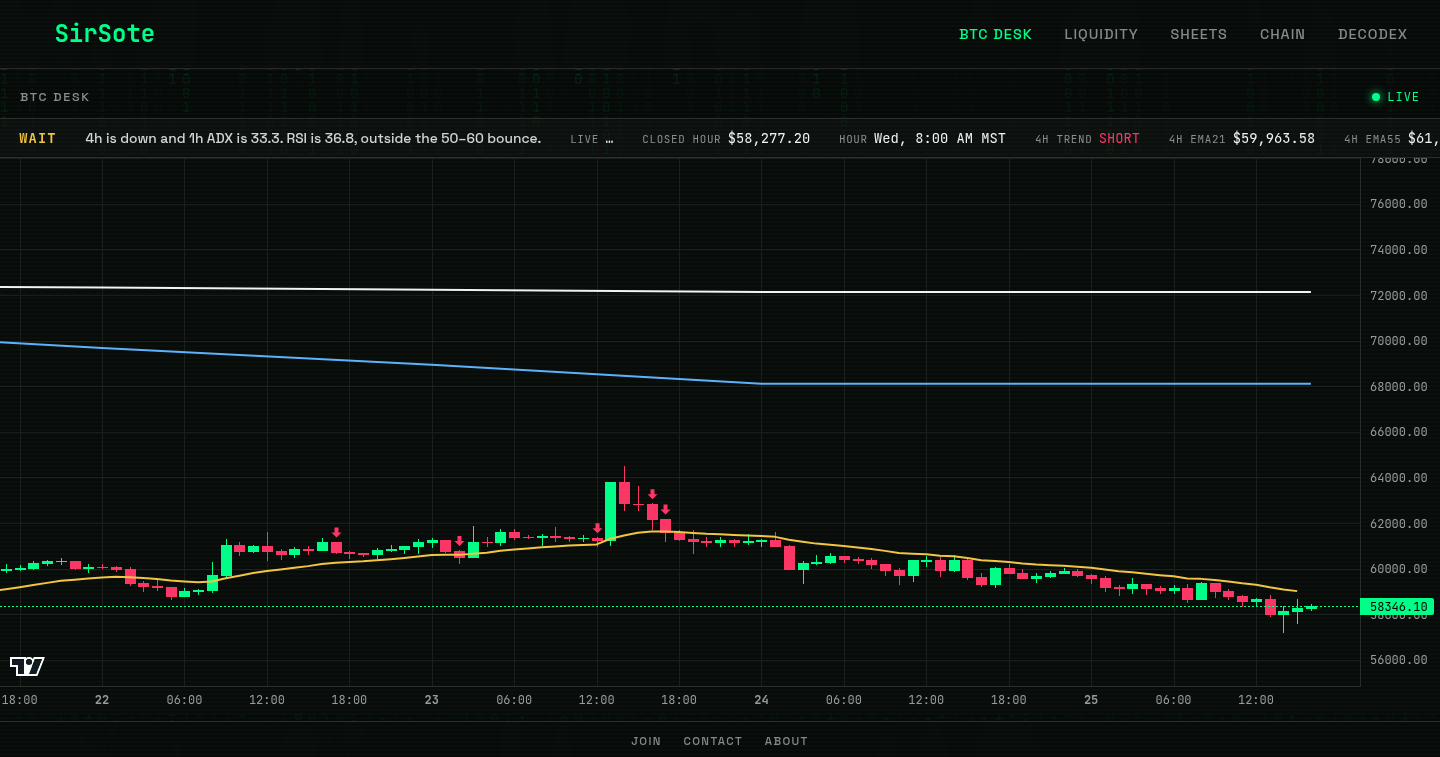 SirSote
BTC DESK LIQUIDITY SHEETS CHAIN DECODEX
BTC DESK
LIVE
WAIT 4h is down and 1h ADX is 33.3. RSI is 36.8, outside the 50–60 bounce. LIVE … CLOSED HOUR $58,277.20 HOUR Wed, 8:00 AM MST 4H TREND SHORT 4H EMA21 $59,963.58 4H EMA55 $61,
78000.00
76000.00
74000.00
72000.00
70000.00
68000.00
66000.00
64000.00
62000.00
60000.00
58346.10
58000.00
56000.00
18:00 22 06:00 12:00 18:00 23 06:00 12:00 18:00 24 06:00 12:00 18:00 25 06:00 12:00
JOIN CONTACT ABOUT